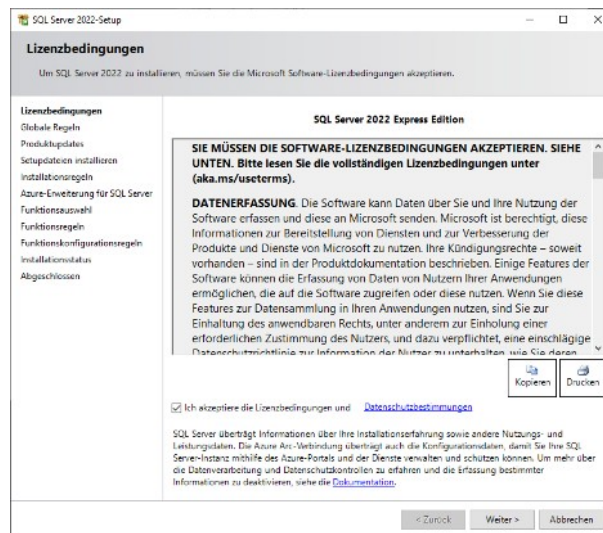 SQL Server 2022-Setup
Lizenzbedingungen
Um SQL Server 2022 zu installieren, müssen Sie die Microsoft Software-Lizenzbedingungen akzeptieren.
Lizenzbedingungen
Globale Regeln
Produktupdates
Setupdateien installieren
Installationsregeln
Azure-Erweiterung für SQL Server
Funktionsauswahl
Funktionsregeln
Funktionskonfigurationsregeln
Installationsstatus
Abgeschlossen
SQL Server 2022 Express Edition
SIE MÜSSEN DIE SOFTWARE-LIZENZBEDINGUNGEN AKZEPTIEREN. SIEHE
UNTEN. Bitte lesen Sie die vollständigen Lizenzbedingungen unter
(aka.ms/useterms).
DATENERFASSUNG. Die Software kann Daten über Sie und Ihre Nutzung der
Software erfassen und diese an Microsoft senden. Microsoft ist berechtigt, diese
Informationen zur Bereitstellung von Diensten und zur Verbesserung der
Produkte und Dienste von Microsoft zu nutzen. Ihre Kündigungsrechte – soweit
vorhanden – sind in der Produktdokumentation beschrieben. Einige Features der
Software können die Erfassung von Daten von Nutzern Ihrer Anwendungen
ermöglichen, die auf die Software zugreifen oder diese nutzen. Wenn Sie diese
Features zur Datensammlung in Ihren Anwendungen nutzen, sind Sie zur
Einhaltung des anwendbaren Rechts, unter anderem zur Einholung einer
erforderlichen Zustimmung des Nutzers, und dazu verpflichtet, eine einschlägige
Datenschutzrichtlinie zur Information der Nutzer zu unterhalten, wie Sie deren
Kopieren
Drucken
Ich akzeptiere die Lizenzbedingungen und Datenschutzbestimmungen
SQL Server überträgt Informationen über Ihre Installationserfahrung sowie andere Nutzungs- und
Leistungsdaten. Die Azure Arc-Verbindung überträgt auch die Konfigurationsdaten, damit Sie Ihre SQL
Server-Instanz mithilfe des Azure-Portals und der Dienste verwalten und schützen können. Um mehr über
die Datenverarbeitung und Datenschutzkontrollen zu erfahren und die Erfassung bestimmter
Informationen zu deaktivieren, siehe die Dokumentation.
< Zurück
Weiter >
Abbrechen